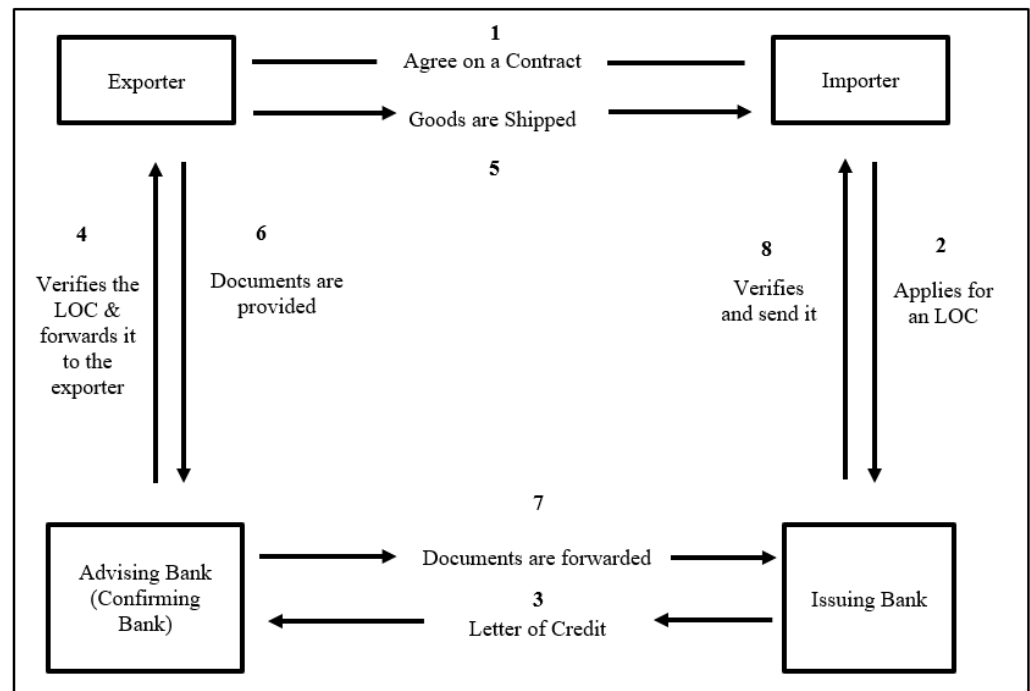 1
Exporter
Agree on a Contract
Importer
Goods are Shipped
5
4
Verifies the
LOC &
forwards it
to the
exporter
6
Documents are
provided
8
Verifies
and send it
2
Applies for
an LOC
7
Documents are forwarded
Advising Bank
(Confirming
Bank)
3
Letter of Credit
Issuing Bank